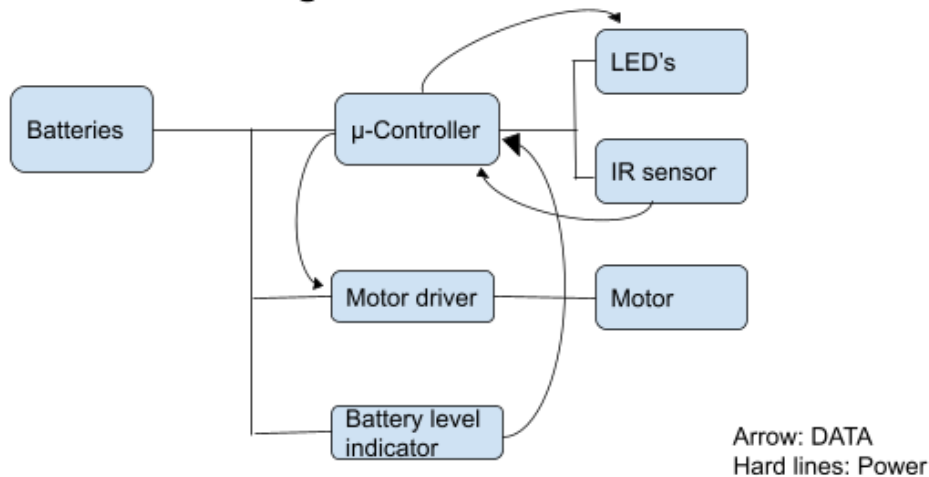 Batteries
μ-Controller
LED's
IR sensor
Motor driver
Motor
Battery level
indicator
Arrow: DATA
Hard lines: Power